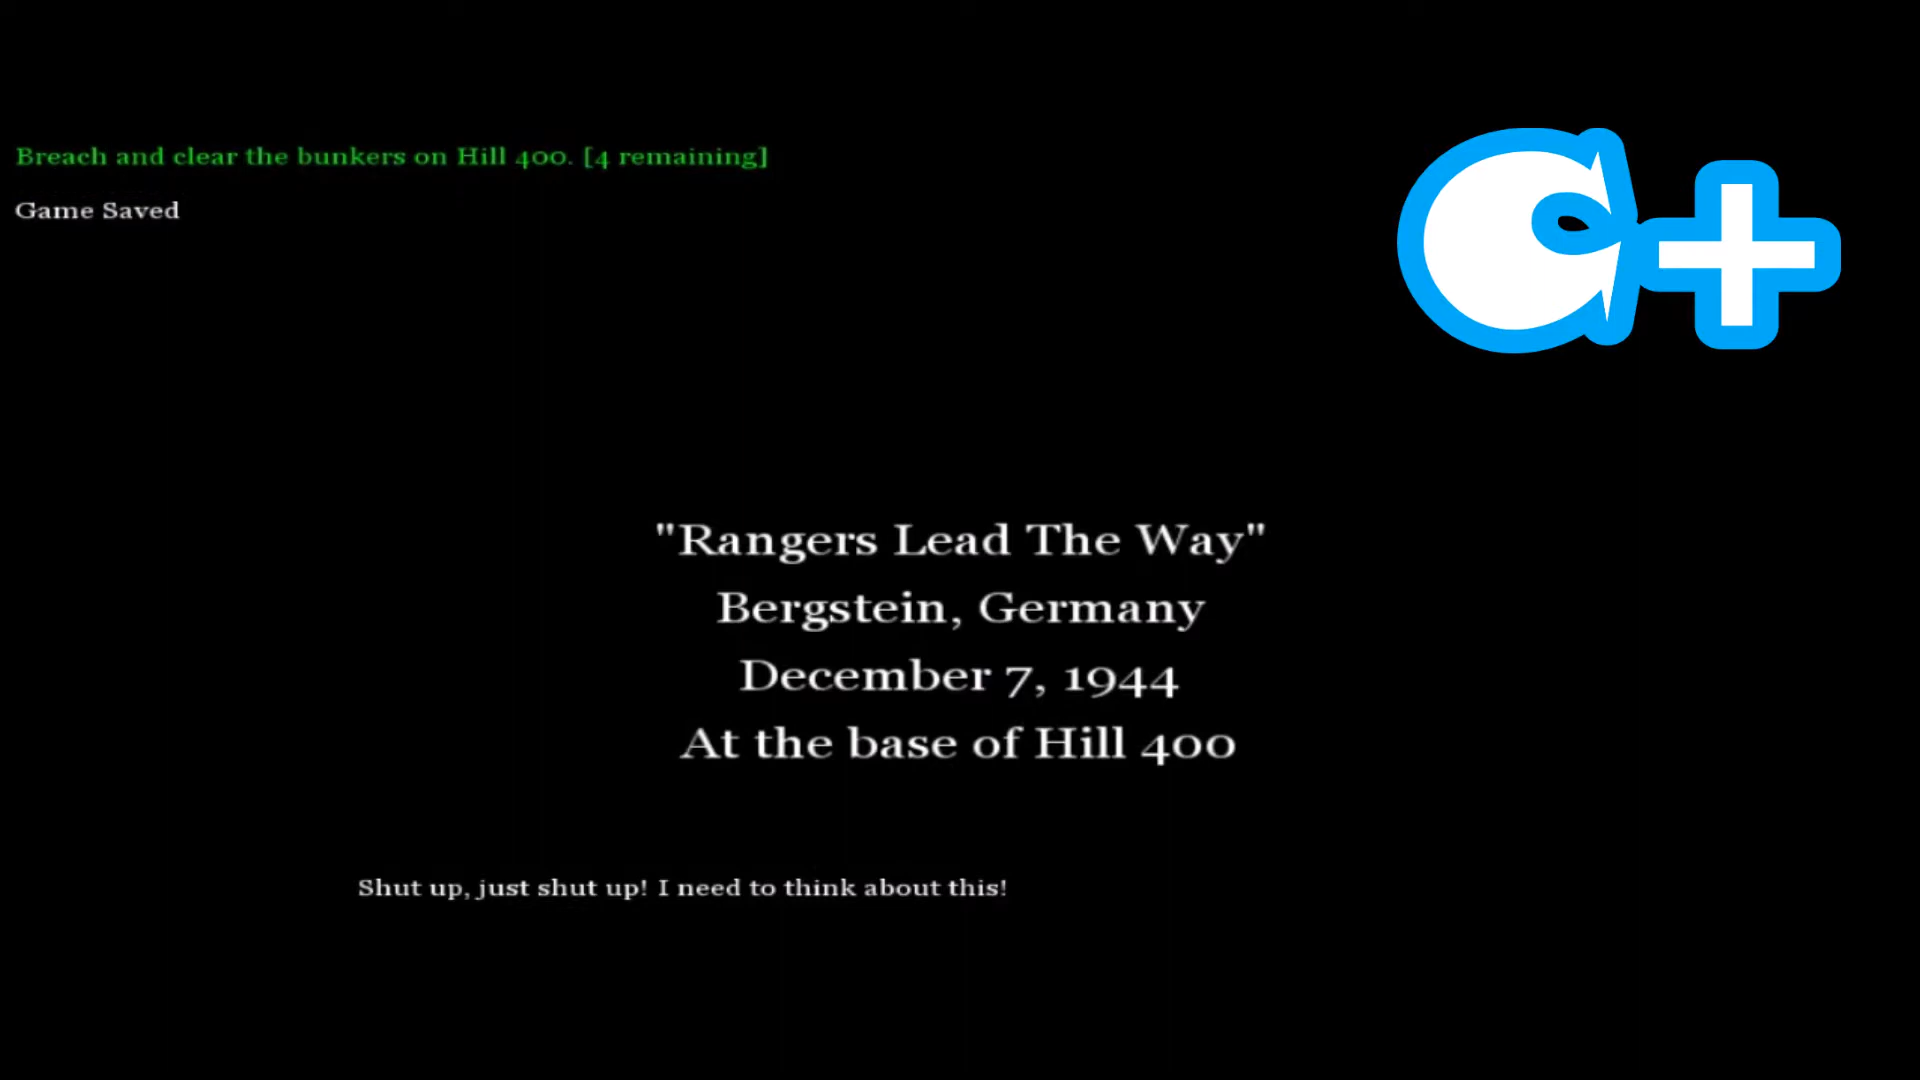 Breach and clear the bunkers on Hill 400. [4 remaining]
Game Saved
C+
"Rangers Lead The Way"
Bergstein, Germany
December 7, 1944
At the base of Hill 400
Shut up, just shut up! I need to think about this!